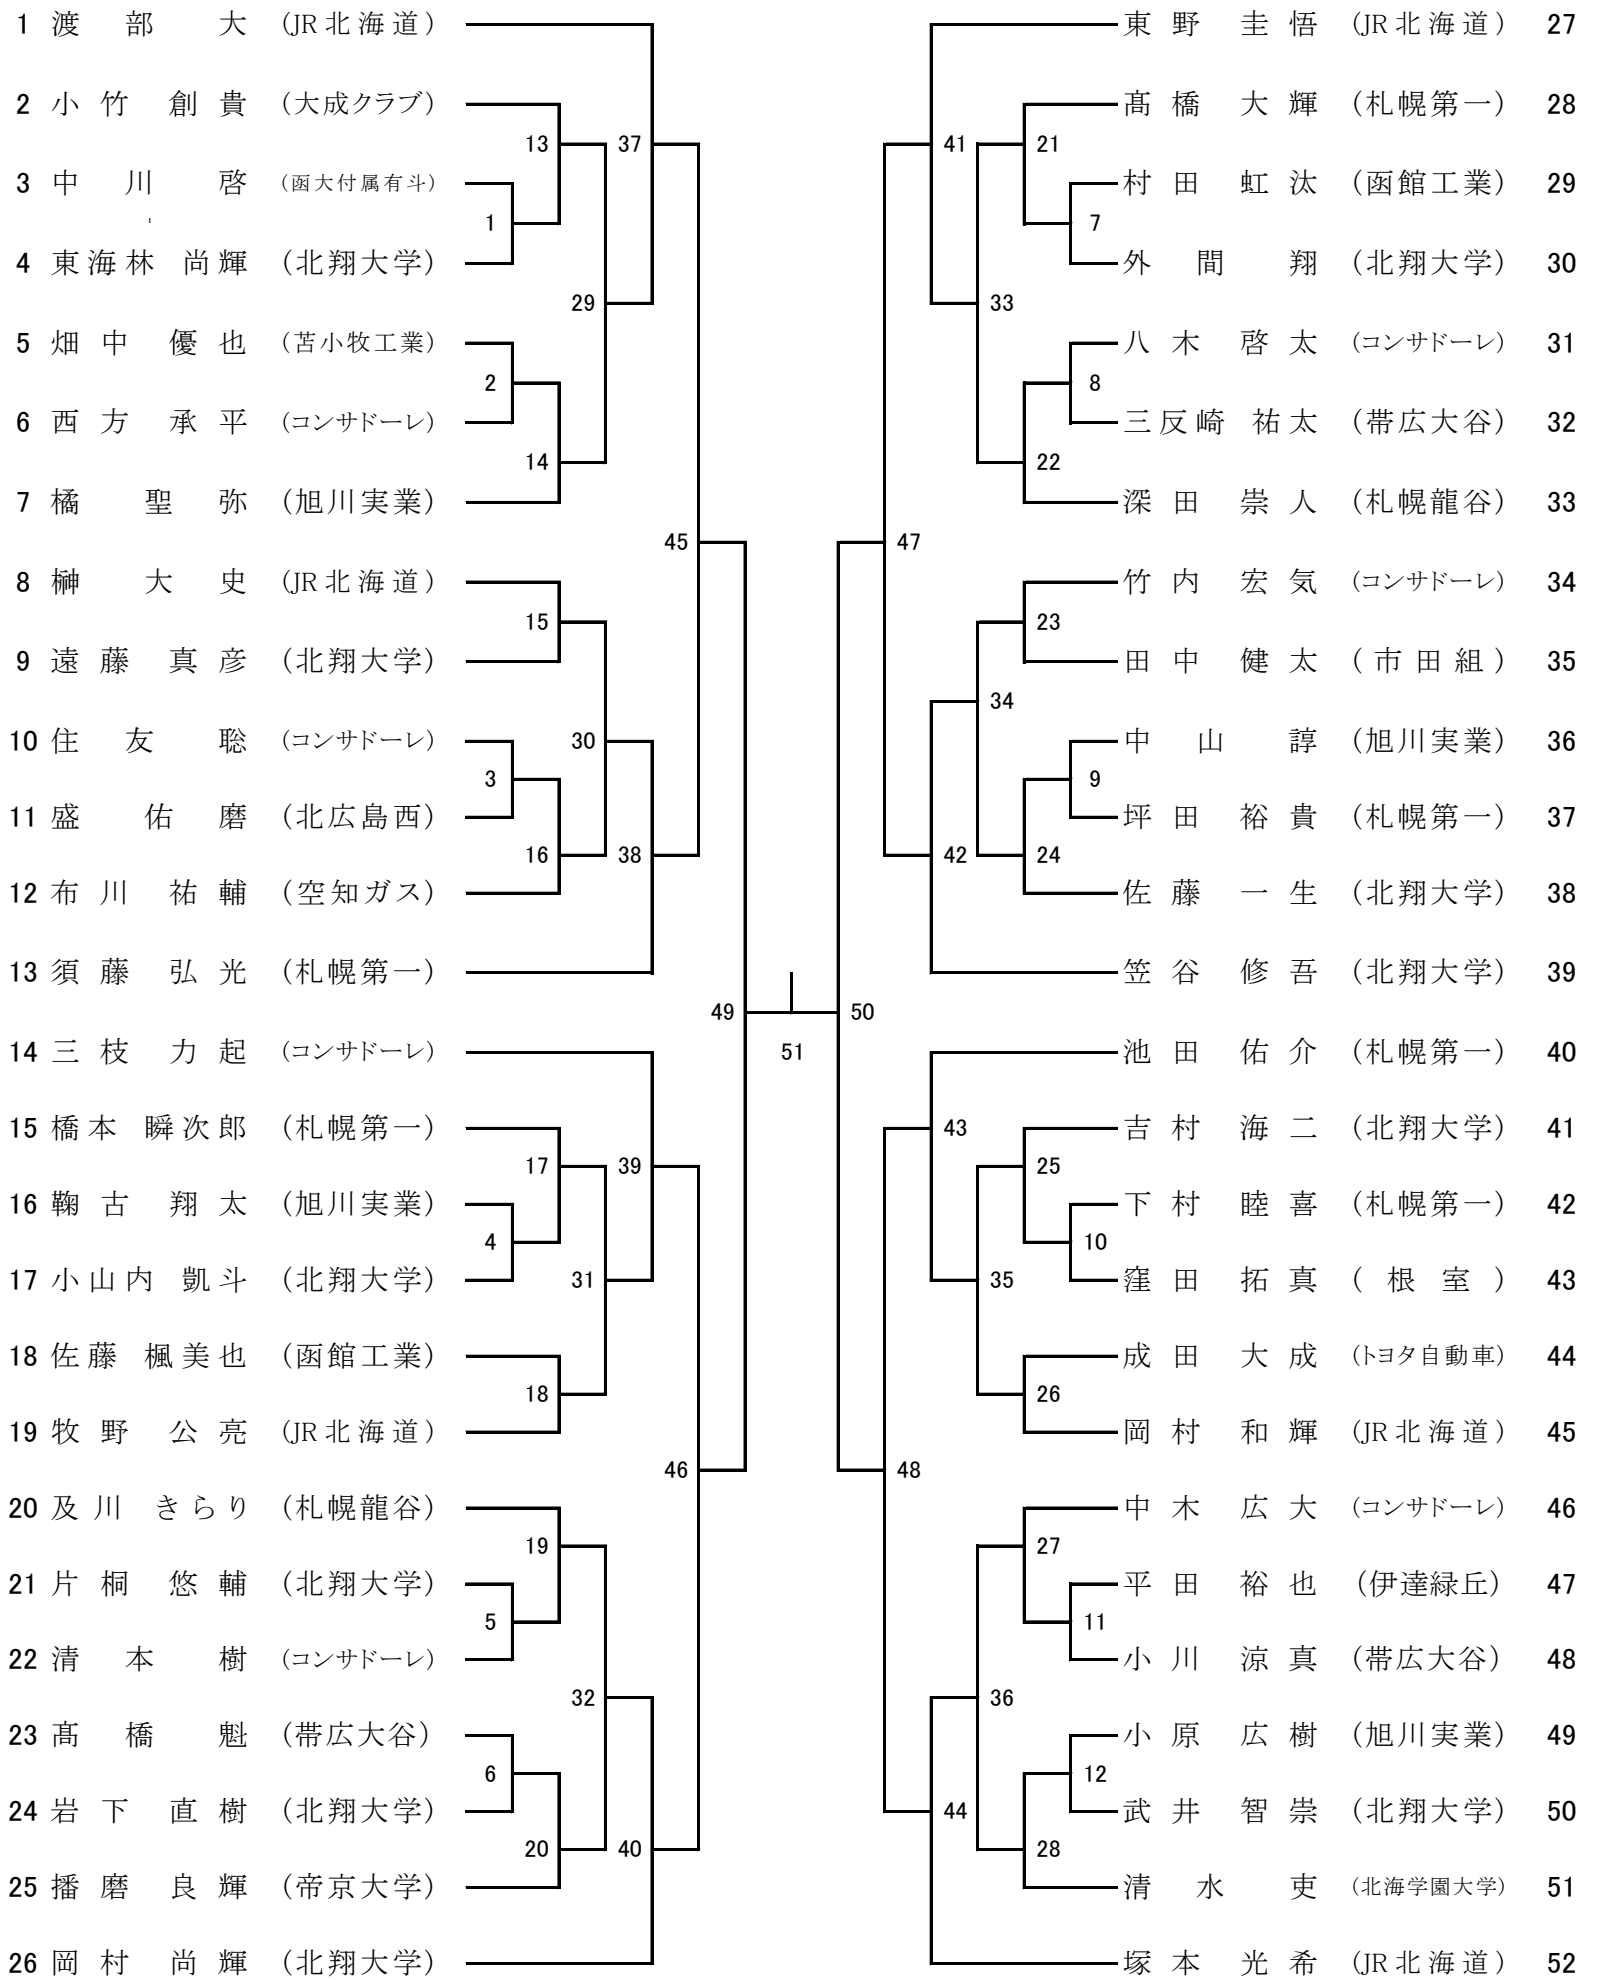 1 渡部 大 (JR北海道) 東野 圭悟 (JR北海道) 27
2 小竹 創貴 (大成クラブ) 髙橋 大輝 (札幌第一) 28
13 37 41 21
3 中川 啓 (函大付属有斗) 村田 虹汰 (函館工業) 29
1 7
4 東海林 尚輝 (北翔大学) 外間 翔 (北翔大学) 30
29 33
5 畑中 優也 (苫小牧工業) 八木 啓太 (コンサドーレ) 31
2 8
6 西方 承平 (コンサドーレ) 三反崎 祐太 (帯広大谷) 32
14 22
7 橘 聖弥 (旭川実業) 深田 崇人 (札幌龍谷) 33
45 47
8 榊 大史 (JR北海道) 竹内 宏気 (コンサドーレ) 34
15 23
9 遠藤 真彦 (北翔大学) 田中 健太 (市田組) 35
34
10 住友 聡 (コンサドーレ) 30 中山 諄 (旭川実業) 36
3 9
11 盛 佑磨 (北広島西) 坪田 裕貴 (札幌第一) 37
16 38 42 24
12 布川 祐輔 (空知ガス) 佐藤 一生 (北翔大学) 38
13 須藤 弘光 (札幌第一) 笠谷 修吾 (北翔大学) 39
49 50
14 三枝 力起 (コンサドーレ) 51 池田 佑介 (札幌第一) 40
15 橋本 瞬次郎 (札幌第一) 43 吉村 海二 (北翔大学) 41
17 39 25
16 鞠古 翔太 (旭川実業) 下村 睦喜 (札幌第一) 42
4 10
17 小山内 凱斗 (北翔大学) 31 35 窪田 拓真 (根室) 43
18 佐藤 楓美也 (函館工業) 成田 大成 (トヨタ自動車) 44
18 26
19 牧野 公亮 (JR北海道) 岡村 和輝 (JR北海道) 45
46 48
20 及川 きらり (札幌龍谷) 中木 広大 (コンサドーレ) 46
19 27
21 片桐 悠輔 (北翔大学) 平田 裕也 (伊達緑丘) 47
5 11
22 清本 樹 (コンサドーレ) 小川 涼真 (帯広大谷) 48
32 36
23 髙橋 魁 (帯広大谷) 小原 広樹 (旭川実業) 49
6 12
24 岩下 直樹 (北翔大学) 44 武井 智崇 (北翔大学) 50
20 40 28
25 播磨 良輝 (帝京大学) 清水 吏 (北海学園大学) 51
26 岡村 尚輝 (北翔大学) 塚本 光希 (JR北海道) 52